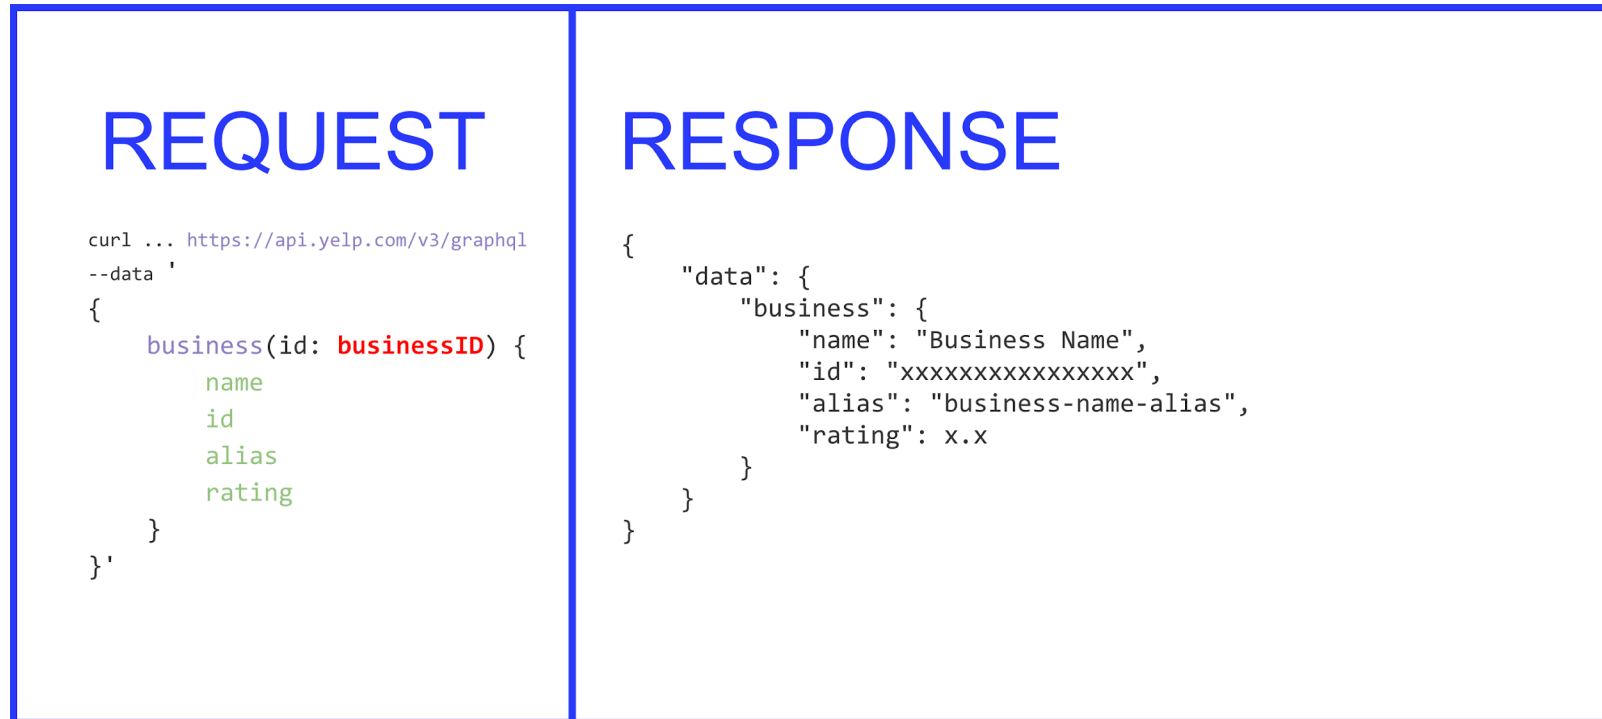 REQUEST
curl ... https://api.yelp.com/v3/graphql
--data '
{
    business(id: businessID) {
        name
        id
        alias
        rating
    }
}'
RESPONSE
{
    "data": {
        "business": {
            "name": "Business Name",
            "id": "xxxxxxxxxxxxxxxx",
            "alias": "business-name-alias",
            "rating": x.x
        }
    }
}